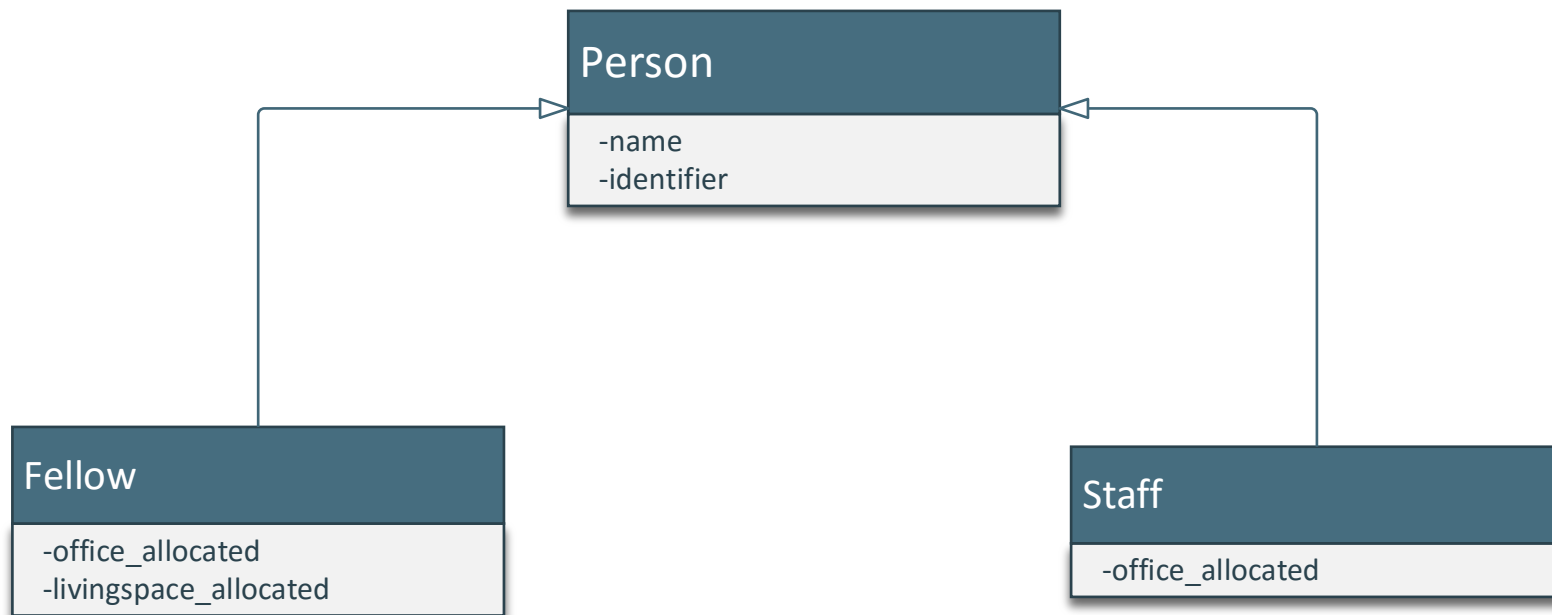 Person
-name
-identifier
Fellow
-office_allocated
-livingspace_allocated
Staff
-office_allocated